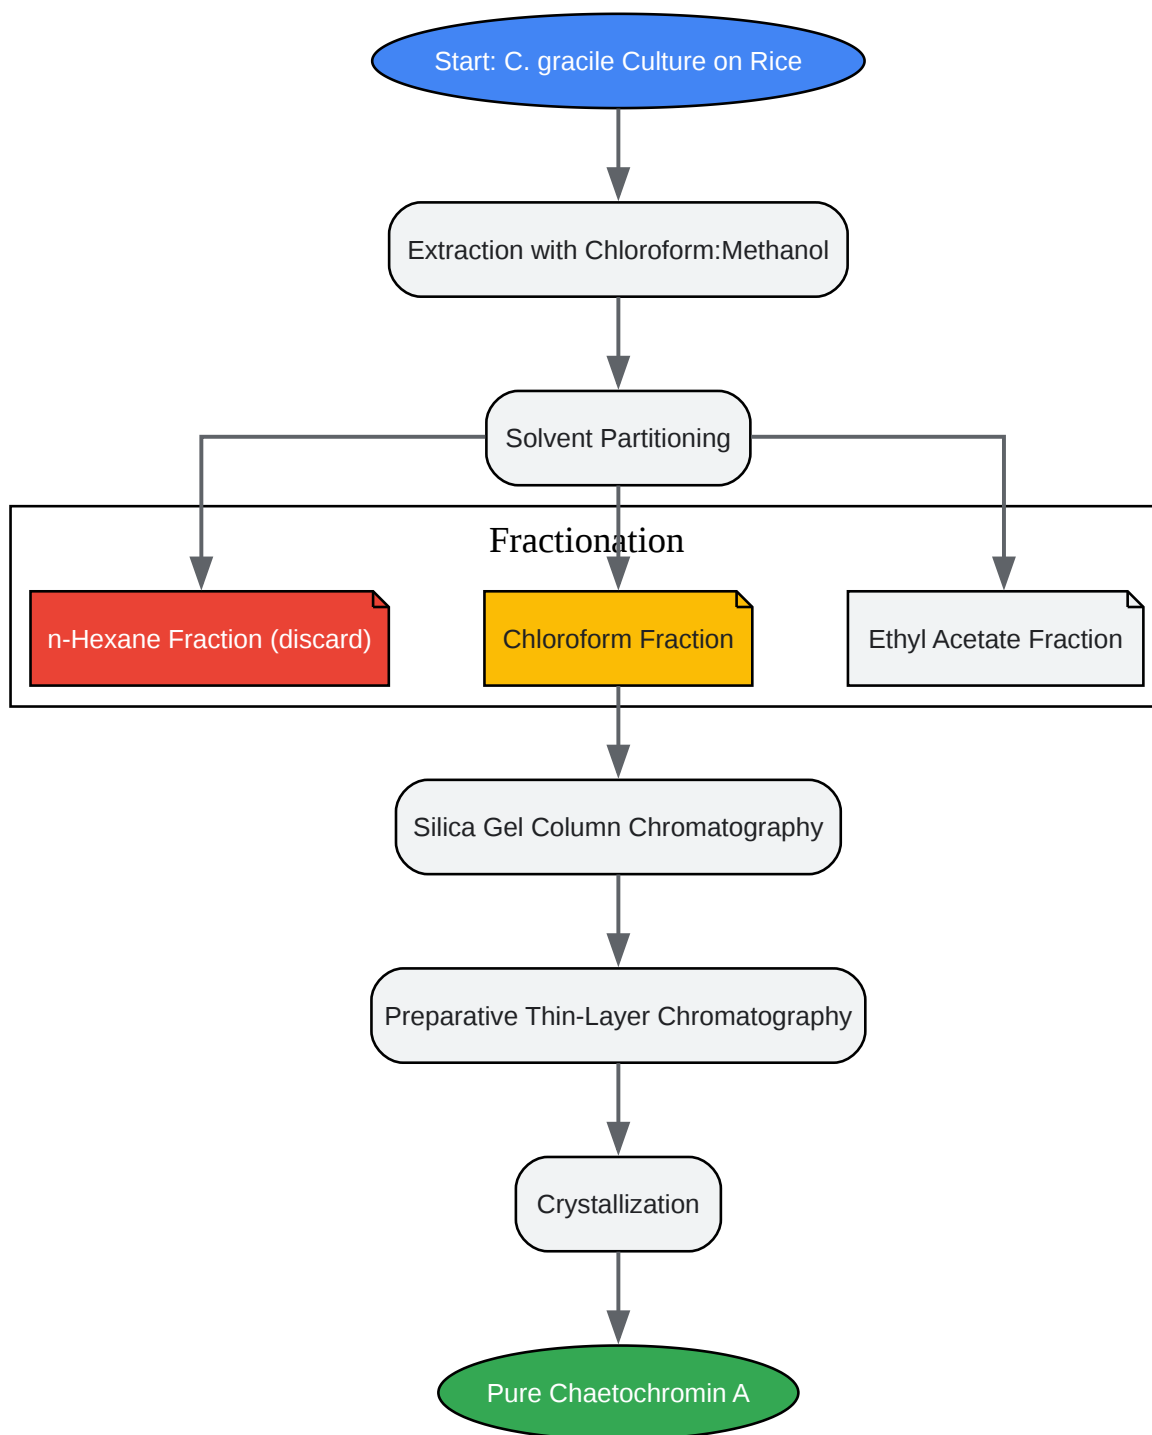 Start: C. gracile Culture on Rice
Extraction with Chloroform:Methanol
Solvent Partitioning
Fractionation
n-Hexane Fraction (discard)
Chloroform Fraction
Ethyl Acetate Fraction
Silica Gel Column Chromatography
Preparative Thin-Layer Chromatography
Crystallization
Pure Chaetochromin A